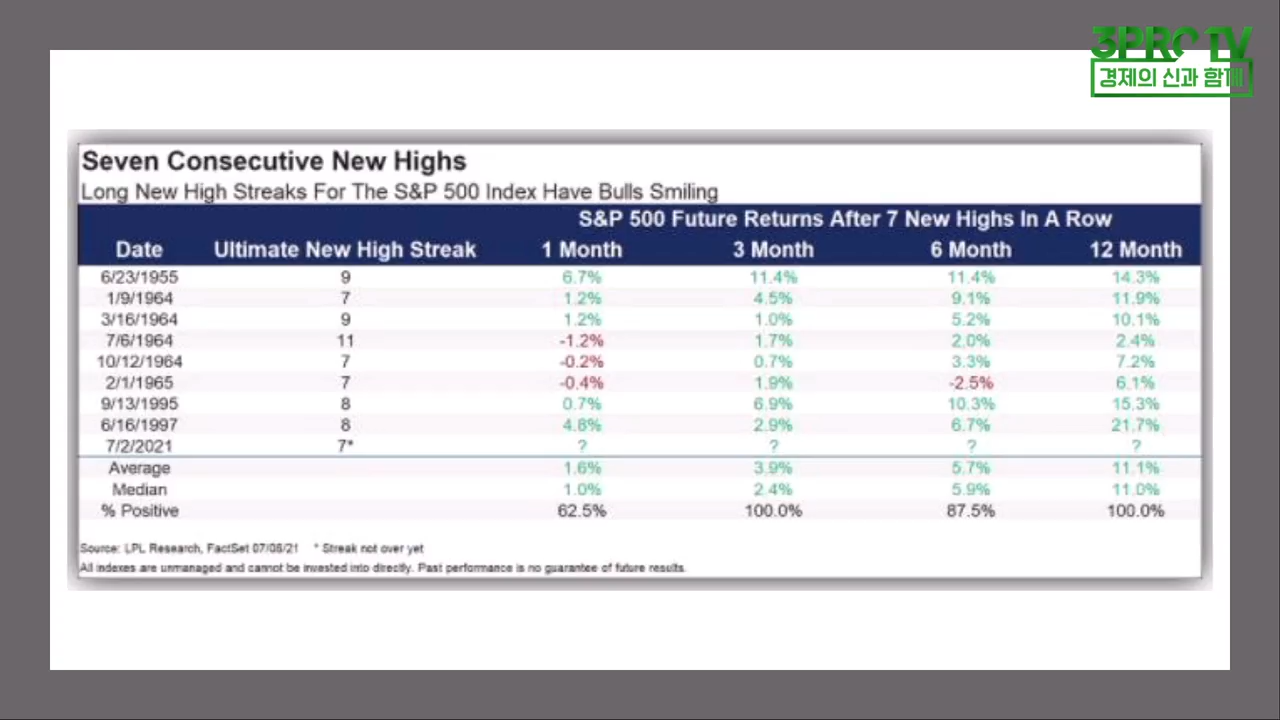 3PRO TV
경제의 신과 함께
Seven Consecutive New Highs
Long New High Streaks For The S&P 500 Index Have Bulls Smiling
S&P 500 Future Returns After 7 New Highs In A Row
Date Ultimate New High Streak 1 Month 3 Month 6 Month 12 Month
6/23/1955 9 6.7% 11.4% 11.4% 14.3%
1/9/1964 7 1.2% 4.5% 9.1% 11.9%
3/16/1964 9 1.2% 1.0% 5.2% 10.1%
7/6/1964 11 -1.2% 1.7% 2.0% 2.4%
10/12/1964 7 -0.2% 0.7% 3.3% 7.2%
2/1/1965 7 -0.4% 1.9% -2.5% 6.1%
9/13/1995 8 0.7% 6.9% 10.3% 15.3%
6/16/1997 8 4.8% 2.9% 6.7% 21.7%
7/2/2021 7* ? ? ? ?
Average 1.6% 3.9% 5.7% 11.1%
Median 1.0% 2.4% 5.9% 11.0%
% Positive 62.5% 100.0% 87.5% 100.0%
Source: LPL Research, FactSet 07/06/21 * Streak not over yet
All indexes are unmanaged and cannot be invested into directly. Past performance is no guarantee of future results.